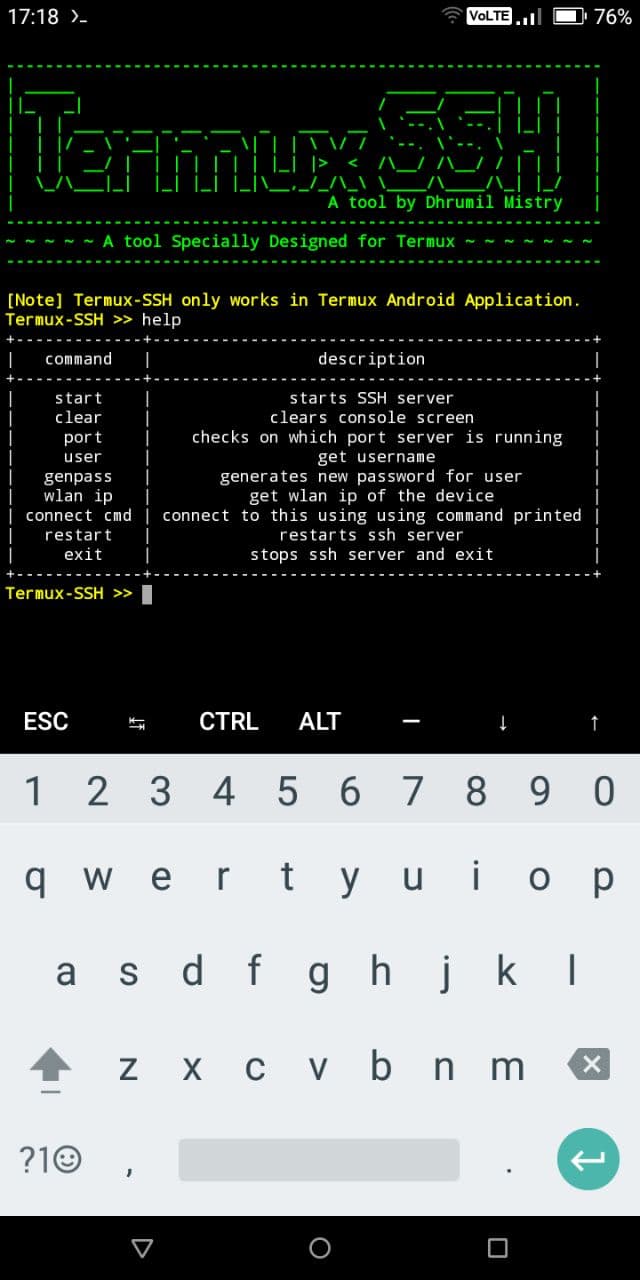 17:18 >_ VoLTE 76%
TermuxSSH
A tool by Dhrumil Mistry
~ ~ ~ ~ ~ A tool Specially Designed for Termux ~ ~ ~ ~ ~ ~ ~
[Note] Termux-SSH only works in Termux Android Application.
Termux-SSH >> help
| command | description |
| start | starts SSH server |
| clear | clears console screen |
| port | checks on which port server is running |
| user | get username |
| genpass | generates new password for user |
| wlan ip | get wlan ip of the device |
| connect cmd | connect to this using using command printed |
| restart | restarts ssh server |
| exit | stops ssh server and exit |
Termux-SSH >>
ESC ↹ CTRL ALT — ↓ ↑
1 2 3 4 5 6 7 8 9 0
q w e r t y u i o p
a s d f g h j k l
z x c v b n m
?1☺ , .